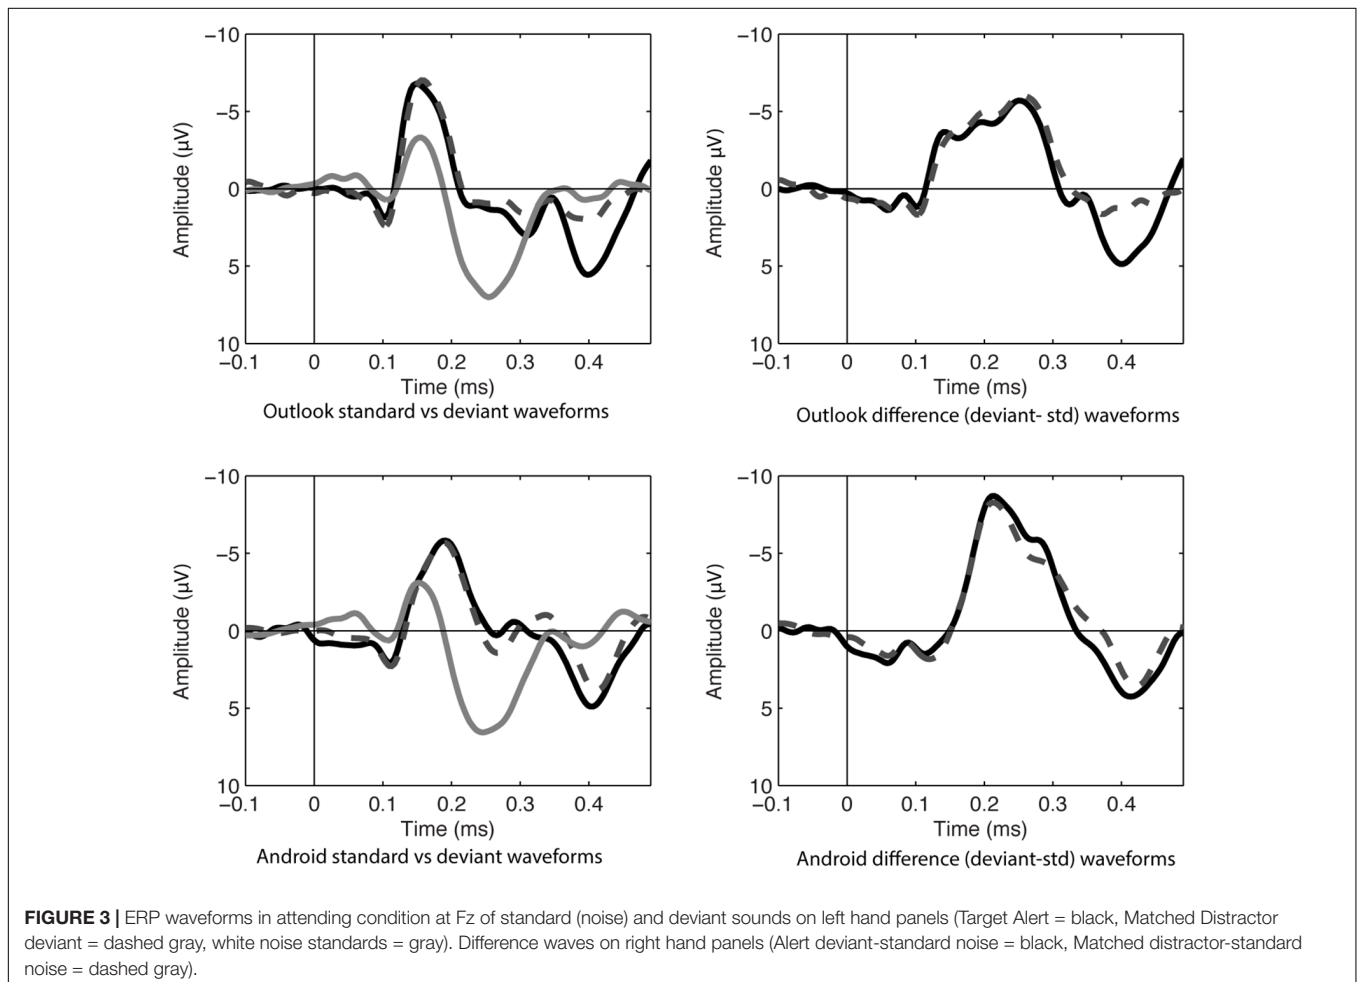 −10
−5
0
5
10
Amplitude (µV)
−0.1 0 0.1 0.2 0.3 0.4
Time (ms)
Outlook standard vs deviant waveforms
−10
−5
0
5
10
Amplitude µV)
−0.1 0 0.1 0.2 0.3 0.4
Time (ms)
Outlook difference (deviant- std) waveforms
−10
−5
0
5
10
Amplitude (µV)
−0.1 0 0.1 0.2 0.3 0.4
Time (ms)
Android standard vs deviant waveforms
−10
−5
0
5
10
Amplitude (µV)
−0.1 0 0.1 0.2 0.3 0.4
Time (ms)
Android difference (deviant-std) waveforms
FIGURE 3 | ERP waveforms in attending condition at Fz of standard (noise) and deviant sounds on left hand panels (Target Alert = black, Matched Distractor
deviant = dashed gray, white noise standards = gray). Difference waves on right hand panels (Alert deviant-standard noise = black, Matched distractor-standard
noise = dashed gray).